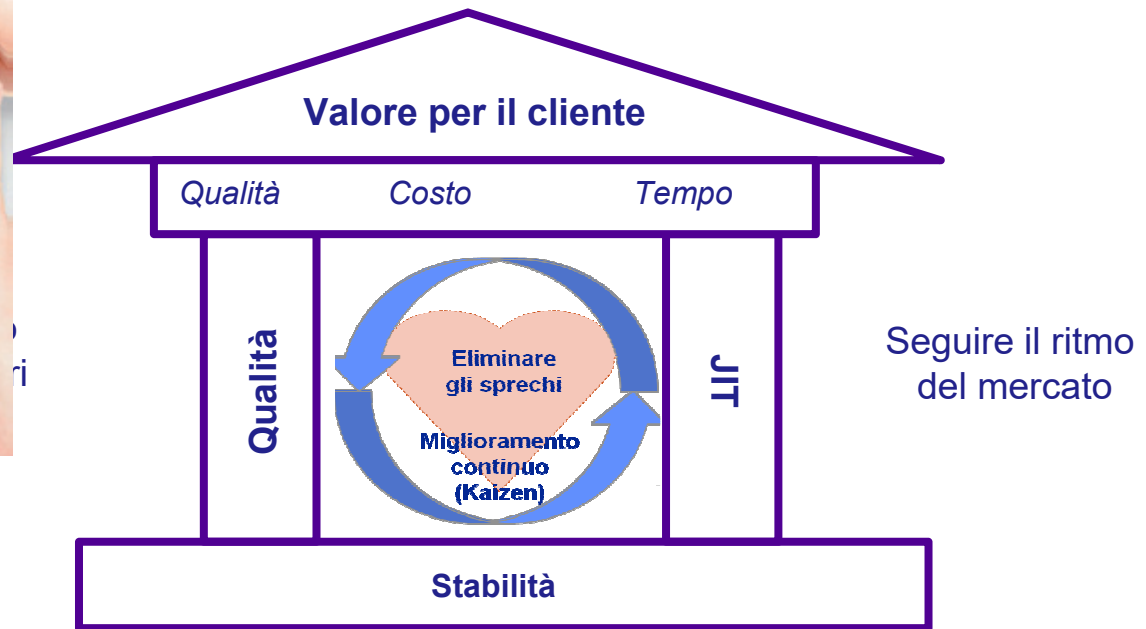 Valore per il cliente
Qualità Costo Tempo
Qualità
Eliminare
gli sprechi
Miglioramento
continuo
(Kaizen)
JIT
Seguire il ritmo
del mercato
Stabilità